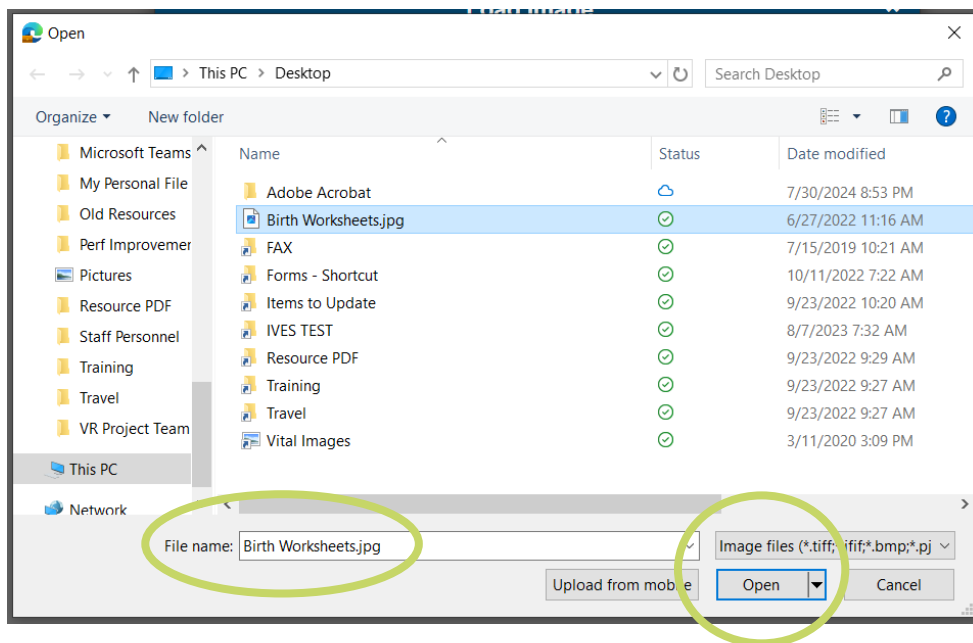 Open
This PC > Desktop
Search Desktop
Organize
New folder
Microsoft Teams
My Personal File
Old Resources
Perf Improvemer
Pictures
Resource PDF
Staff Personnel
Training
Travel
VR Project Team
This PC
Network
Name Status Date modified
Adobe Acrobat 7/30/2024 8:53 PM
Birth Worksheets.jpg 6/27/2022 11:16 AM
FAX 7/15/2019 10:21 AM
Forms - Shortcut 10/11/2022 7:22 AM
Items to Update 9/23/2022 10:20 AM
IVES TEST 8/7/2023 7:32 AM
Resource PDF 9/23/2022 9:29 AM
Training 9/23/2022 9:27 AM
Travel 9/23/2022 9:27 AM
Vital Images 3/11/2020 3:09 PM
File name: Birth Worksheets.jpg
Image files (*.tiff;*jfif;*.bmp;*.pj
Upload from mobile
Open
Cancel